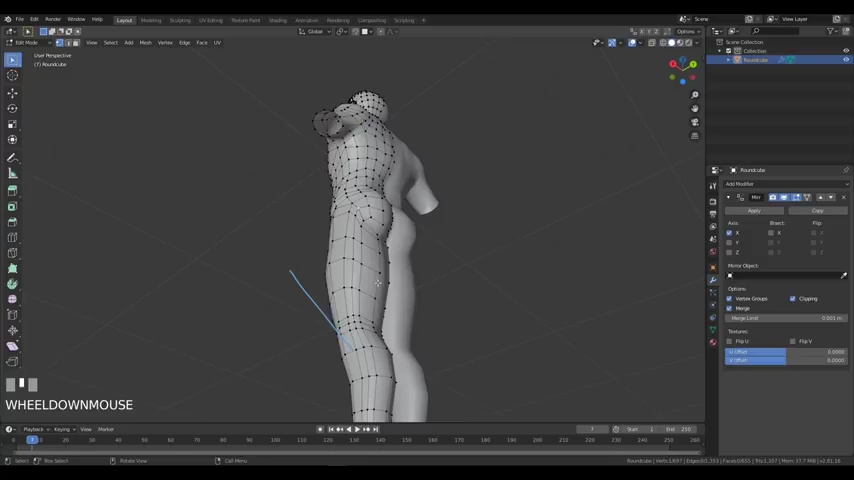 File Edit Render Window Help Layout Modeling Sculpting UV Editing Texture Paint Shading Animation Rendering Compositing Scripting Scene View Layer
Global Options
Edit Mode View Select Add Mesh Vertex Edge Face UV
User Perspective
(7) Roundcube
Scene Collection
Collection
Roundcube
Roundcube
Add Modifier
Mirr
Apply Copy
Axis: Bisect: Flip:
X X X
Y Y Y
Z Z Z
Mirror Object:
Options:
Vertex Groups Clipping
Merge
Merge Limit 0.001 m
Textures:
Flip U Flip V
U Offset 0.0000
V Offset 0.0000
WHEELDOWNMOUSE
Playback Keying View Marker 7 Start 1 End 250
0 7 10 20 30 40 50 60 70 80 90 100 110 120 130 140 150 160 170 180 190 200 210 220 230 240 250 260
Select Box Select Rotate View Call Menu